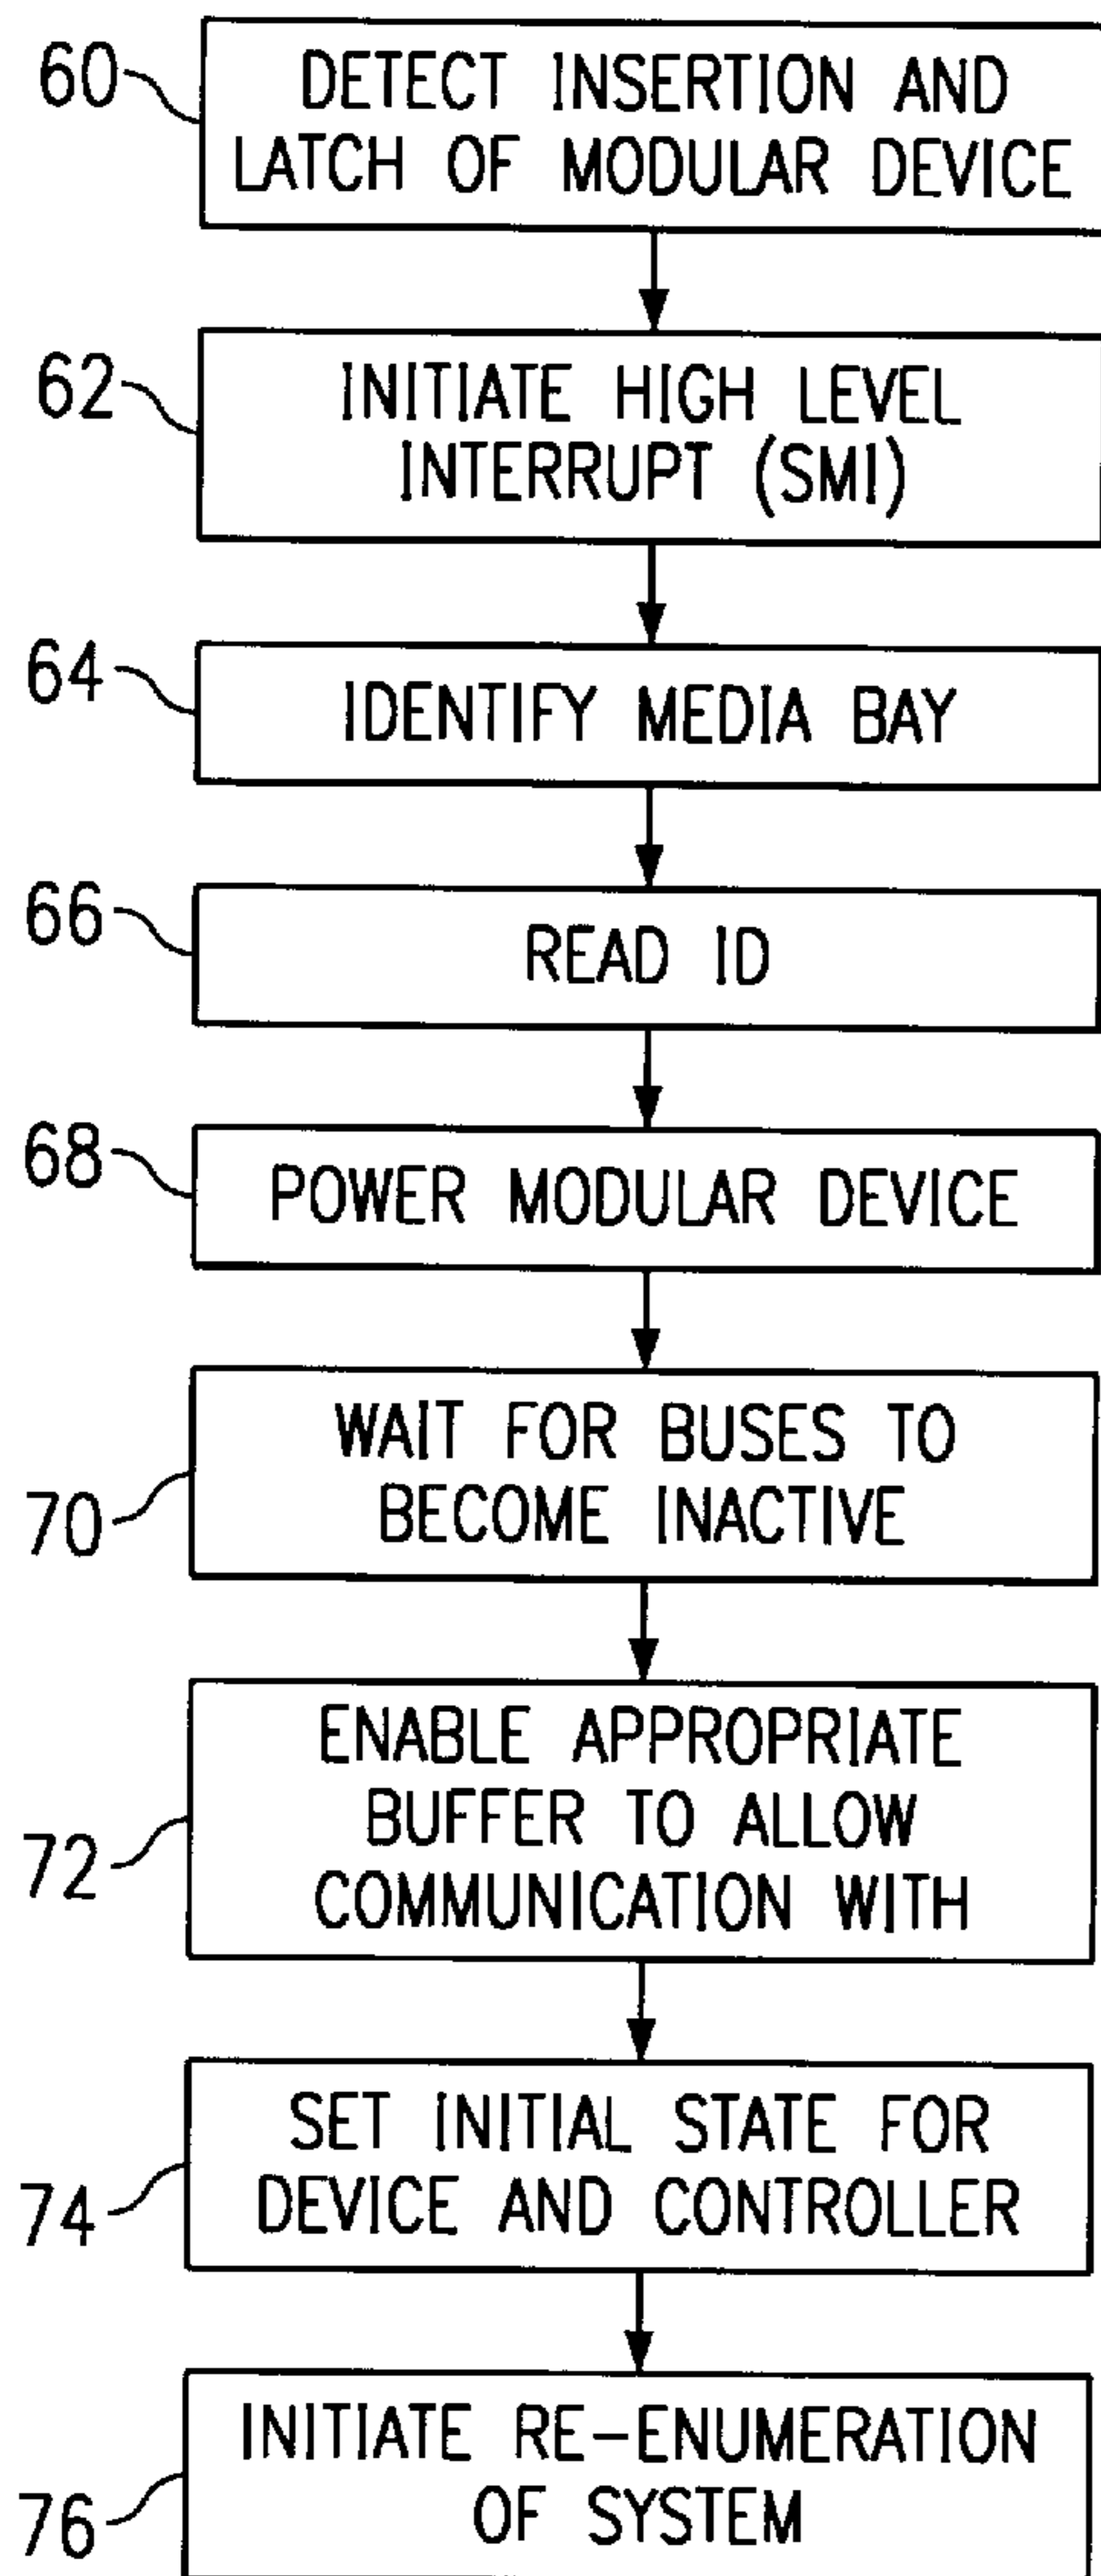 60
DETECT INSERTION AND
LATCH OF MODULAR DEVICE
62
INITIATE HIGH LEVEL
INTERRUPT (SMI)
64
IDENTIFY MEDIA BAY
66
READ ID
68
POWER MODULAR DEVICE
70
WAIT FOR BUSES TO
BECOME INACTIVE
72
ENABLE APPROPRIATE
BUFFER TO ALLOW
COMMUNICATION WITH
74
SET INITIAL STATE FOR
DEVICE AND CONTROLLER
76
INITIATE RE-ENUMERATION
OF SYSTEM